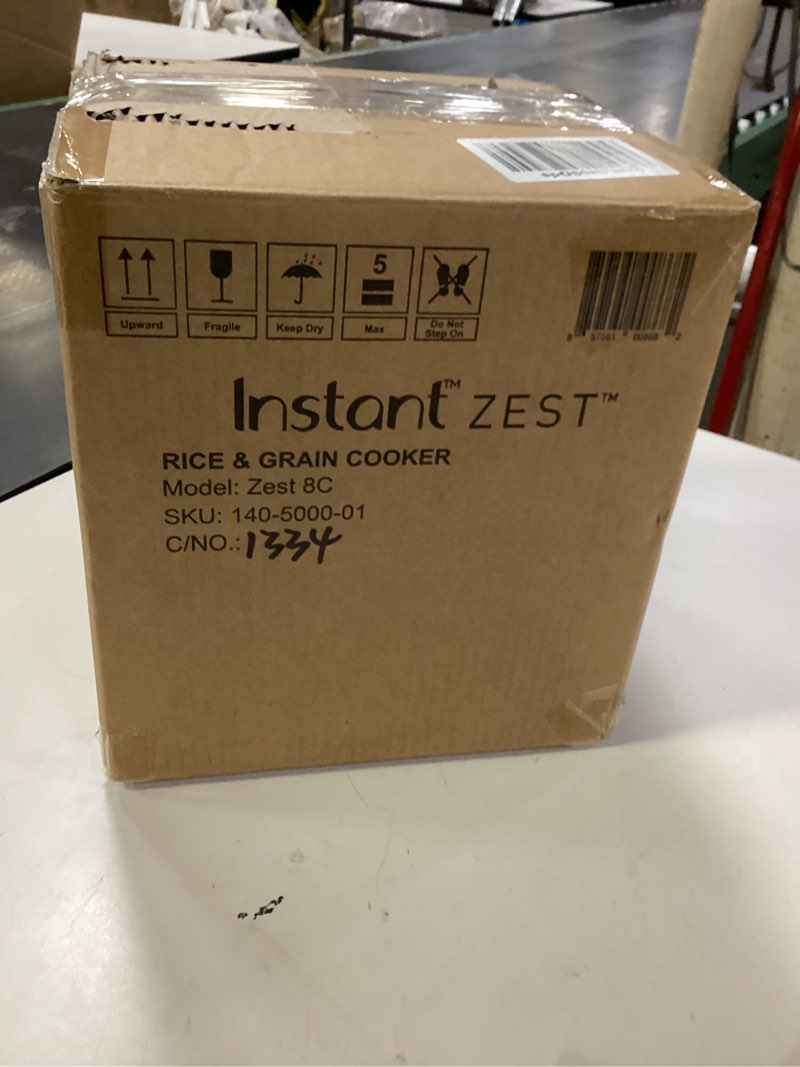 5
Upward
Fragile
Keep Dry
Max
Do Not
Step On
Instant™ ZEST™
RICE & GRAIN COOKER
Model: Zest 8C
SKU: 140-5000-01
C/NO.: 1334